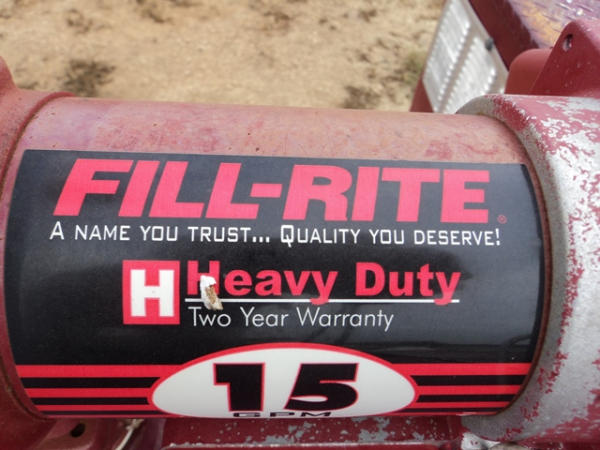 FILL-RITE®
A NAME YOU TRUST... QUALITY YOU DESERVE!
H Heavy Duty
Two Year Warranty
15
GPM